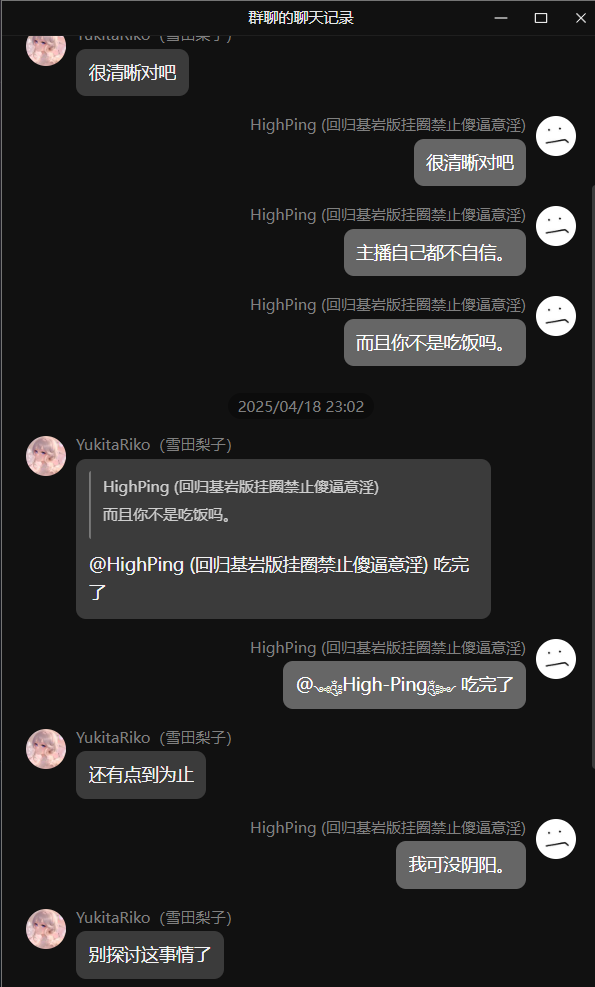 群聊的聊天记录
YukitaRiko (雪田梨子)
很清晰对吧
HighPing (回归基岩版挂圈禁止傻逼意淫)
很清晰对吧
HighPing (回归基岩版挂圈禁止傻逼意淫)
主播自己都不自信。
HighPing (回归基岩版挂圈禁止傻逼意淫)
而且你不是吃饭吗。
2025/04/18 23:02
YukitaRiko (雪田梨子)
HighPing (回归基岩版挂圈禁止傻逼意淫)
而且你不是吃饭吗。
@HighPing (回归基岩版挂圈禁止傻逼意淫) 吃完
了
HighPing (回归基岩版挂圈禁止傻逼意淫)
@High-Ping 吃完了
YukitaRiko (雪田梨子)
还有点到为止
HighPing (回归基岩版挂圈禁止傻逼意淫)
我可没阴阳。
YukitaRiko (雪田梨子)
别探讨这事情了